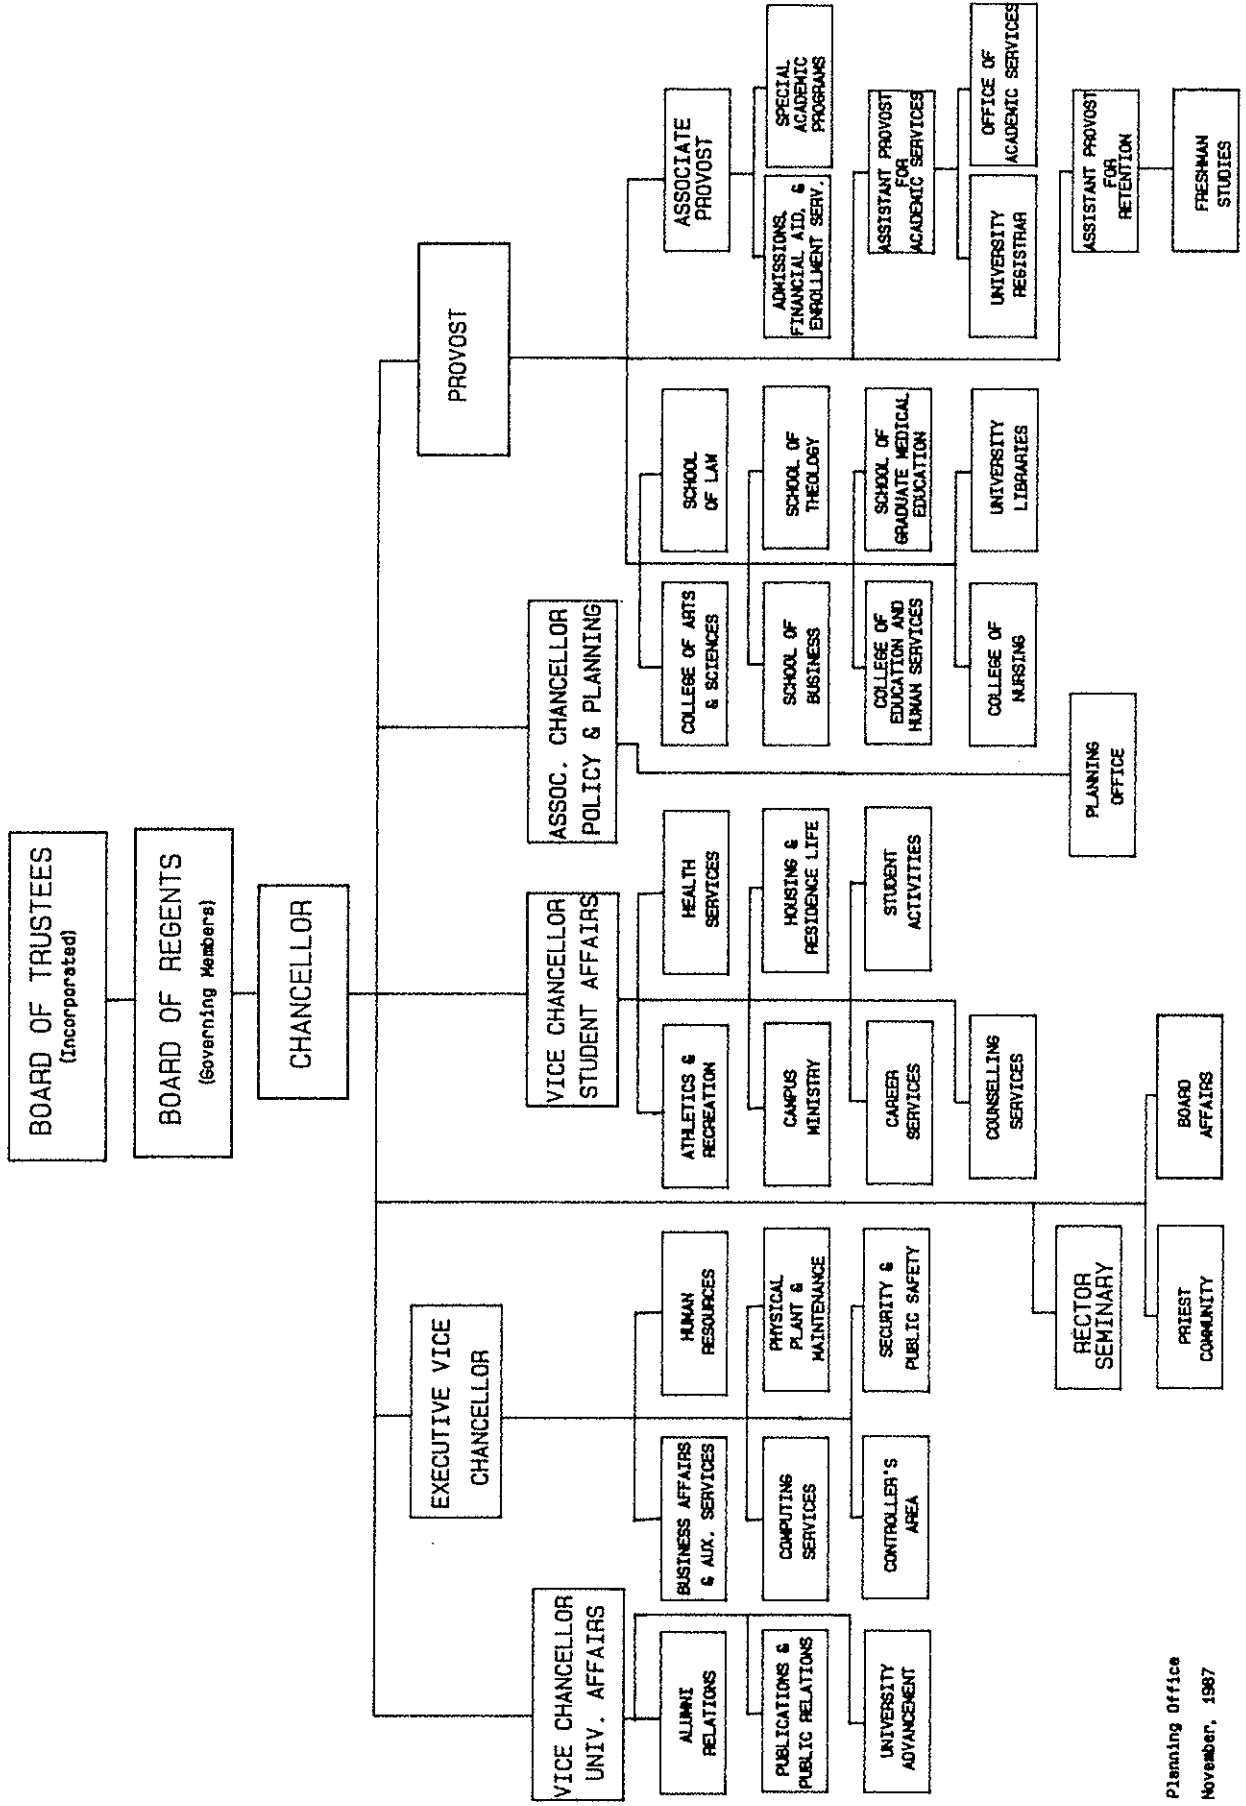 BOARD OF TRUSTEES
(Incorporated)
BOARD OF REGENTS
(Governing Members)
CHANCELLOR
VICE CHANCELLOR
UNIV. AFFAIRS
EXECUTIVE VICE
CHANCELLOR
VICE CHANCELLOR
STUDENT AFFAIRS
ASSOC. CHANCELLOR
POLICY & PLANNING
PROVOST
ALUMNI
RELATIONS
PUBLICATIONS &
PUBLIC RELATIONS
UNIVERSITY
ADVANCEMENT
BUSINESS AFFAIRS
& AUX. SERVICES
HUMAN
RESOURCES
COMPUTING
SERVICES
PHYSICAL
PLANT &
MAINTENANCE
CONTROLLER'S
AREA
SECURITY &
PUBLIC SAFETY
RECTOR
SEMINARY
PRIEST
COMMUNITY
BOARD
AFFAIRS
ATHLETICS &
RECREATION
HEALTH
SERVICES
CAMPUS
MINISTRY
HOUSING &
RESIDENCE LIFE
CAREER
SERVICES
STUDENT
ACTIVITIES
COUNSELLING
SERVICES
PLANNING
OFFICE
COLLEGE OF ARTS
& SCIENCES
SCHOOL
OF LAW
SCHOOL OF
BUSINESS
SCHOOL OF
THEOLOGY
COLLEGE OF
EDUCATION AND
HUMAN SERVICES
SCHOOL OF
GRADUATE MEDICAL
EDUCATION
COLLEGE OF
NURSING
UNIVERSITY
LIBRARIES
ASSOCIATE
PROVOST
ADMISSIONS,
FINANCIAL AID, &
ENROLLMENT SERV.
SPECIAL
ACADEMIC
PROGRAMS
ASSISTANT PROVOST
FOR
ACADEMIC SERVICES
UNIVERSITY
REGISTRAR
OFFICE OF
ACADEMIC SERVICES
ASSISTANT PROVOST
FOR
RETENTION
FRESHMAN
STUDIES
Planning Office
November, 1987